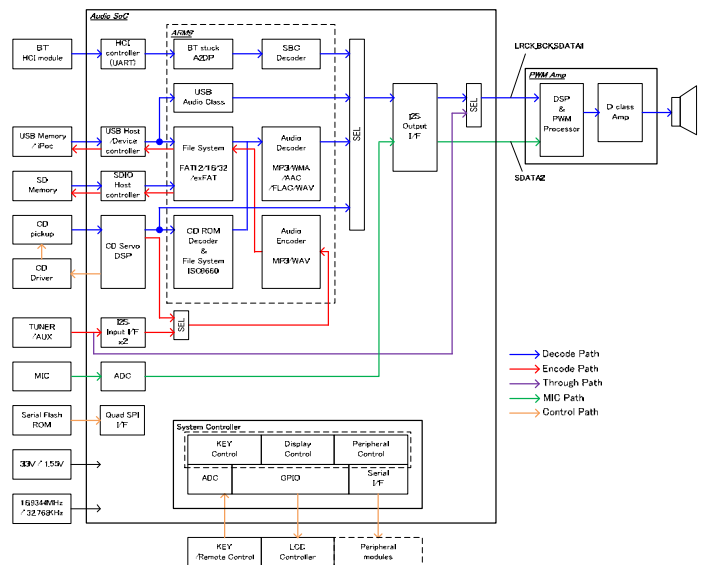 Audio SoC
ARM9
BT
HCI module
HCI
controller
(UART)
BT stuck
A2DP
SBC
Decoder
USB
Audio Class
USB Memory
/iPod
USB Host
/Device
controller
File System
FAT12/16/32
/exFAT
Audio
Decoder
MP3/WMA
/AAC
/FLAC/WAV
SD
Memory
SDIO
Host
controller
CD
pickup
CD Servo
DSP
CD ROM
Decoder
&
File System
ISO9660
Audio
Encoder
MP3/WAV
CD
Driver
TUNER
/AUX
I2S-
Input I/F
x2
SEL
SEL
I2S-
Output
I/F
SEL
LRCK,BCK,SDATA1
SDATA2
PWM Amp
DSP
&
PWM
Processor
D class
Amp
MIC
ADC
Serial Flash
ROM
Quad SPI
I/F
3.3V / 1.55V
16.9344MHz
/ 32.768KHz
System Controller
KEY
Control
Display
Control
Peripheral
Control
ADC
GPIO
Serial
I/F
KEY
/Remote Control
LCD
Controller
Peripheral
modules
Decode Path
Encode Path
Through Path
MIC Path
Control Path